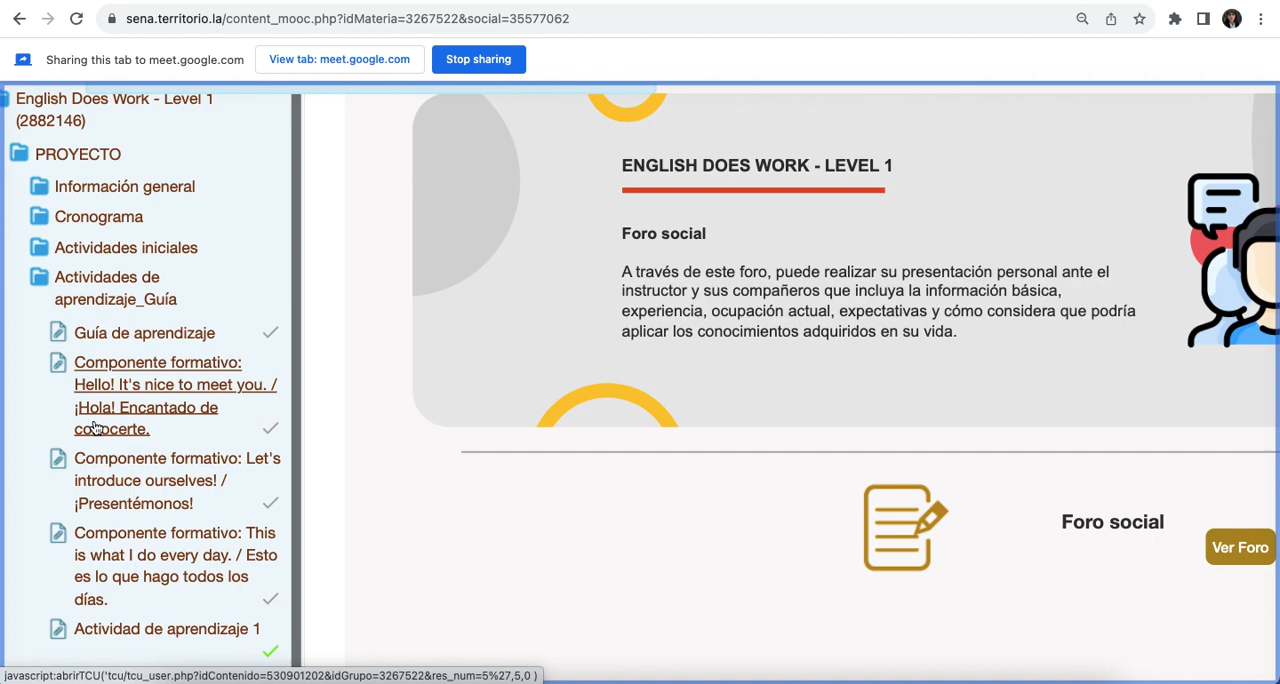 sena.territorio.la/content_mooc.php?idMateria=3267522&social=35577062
Sharing this tab to meet.google.com
View tab: meet.google.com
Stop sharing
English Does Work - Level 1
(2882146)
PROYECTO
Información general
Cronograma
Actividades iniciales
Actividades de
aprendizaje_Guía
Guía de aprendizaje
Componente formativo:
Hello! It's nice to meet you. /
¡Hola! Encantado de
conocerte.
Componente formativo: Let's
introduce ourselves! /
¡Presentémonos!
Componente formativo: This
is what I do every day. / Esto
es lo que hago todos los
días.
Actividad de aprendizaje 1
ENGLISH DOES WORK - LEVEL 1
Foro social
A través de este foro, puede realizar su presentación personal ante el
instructor y sus compañeros que incluya la información básica,
experiencia, ocupación actual, expectativas y cómo considera que podría
aplicar los conocimientos adquiridos en su vida.
Foro social
Ver Foro
javascript:abrirTCU('tcu/tcu_user.php?idContenido=530901202&idGrupo=3267522&res_num=5%27,5,0 )